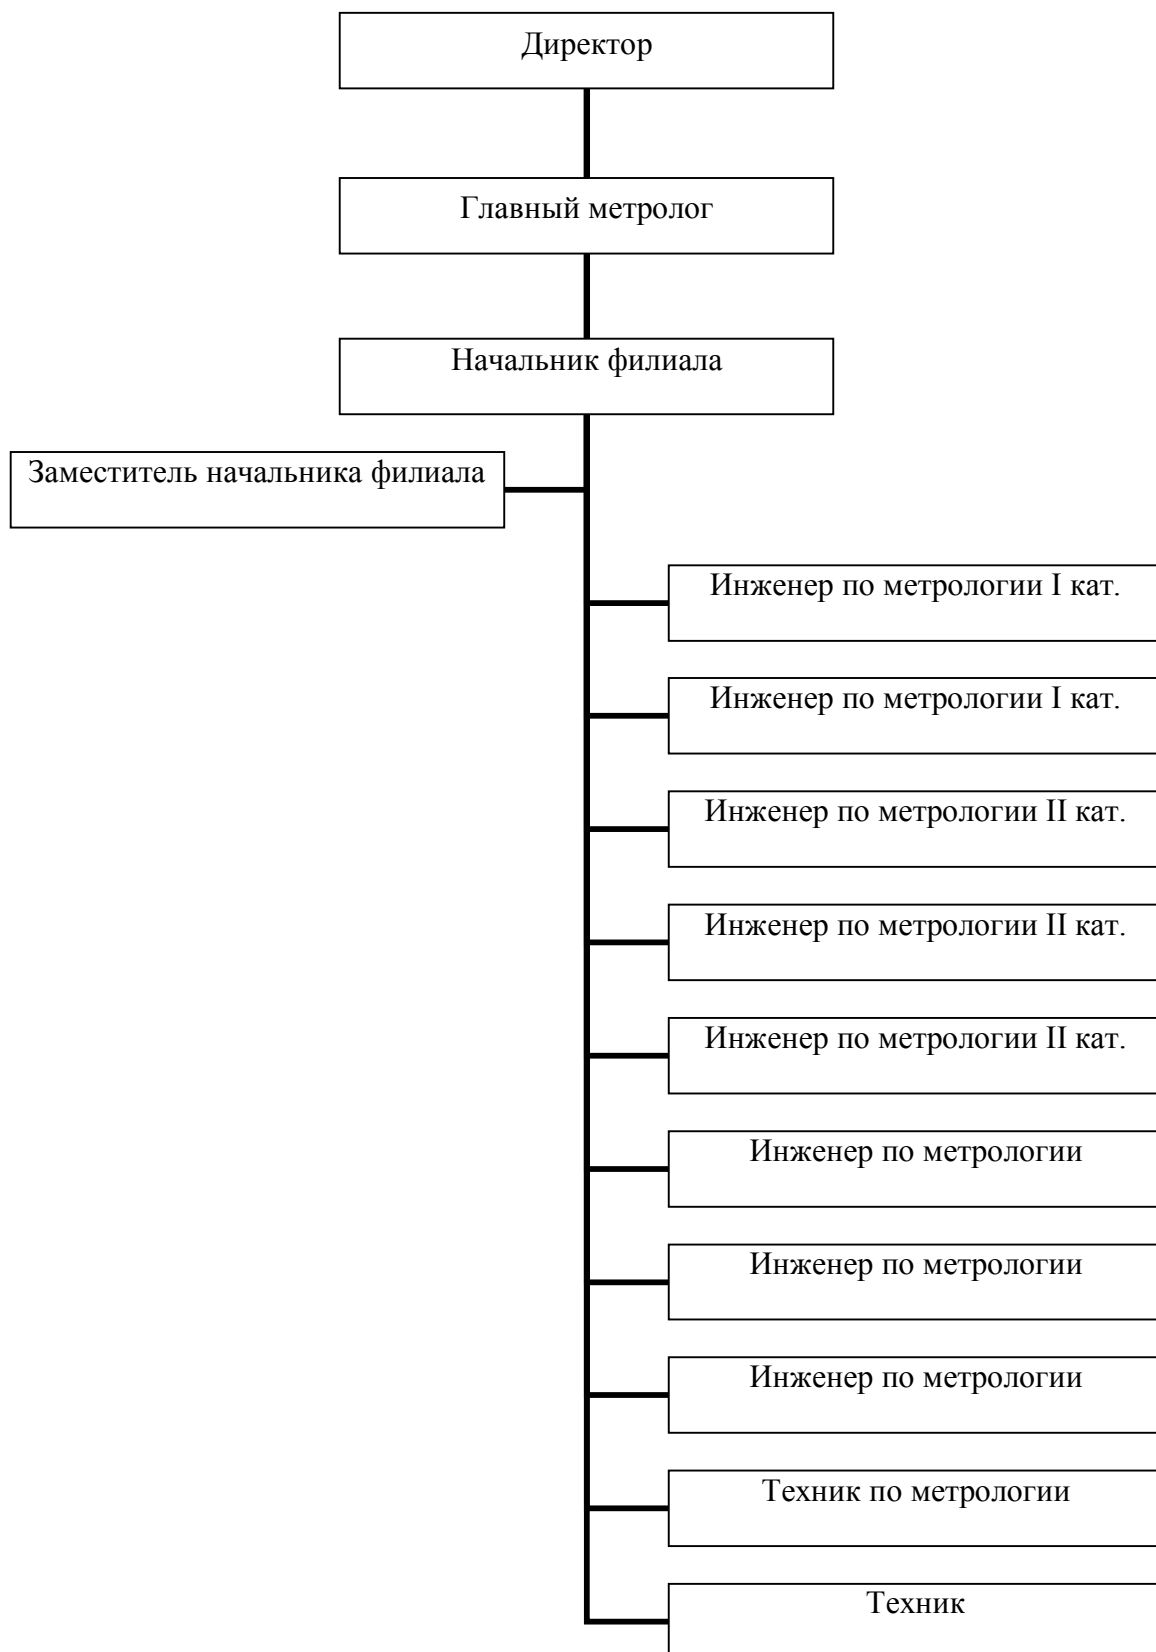 Директор
Главный метролог
Начальник филиала
Заместитель начальника филиала
Инженер по метрологии I кат.
Инженер по метрологии I кат.
Инженер по метрологии II кат.
Инженер по метрологии II кат.
Инженер по метрологии II кат.
Инженер по метрологии
Инженер по метрологии
Инженер по метрологии
Техник по метрологии
Техник